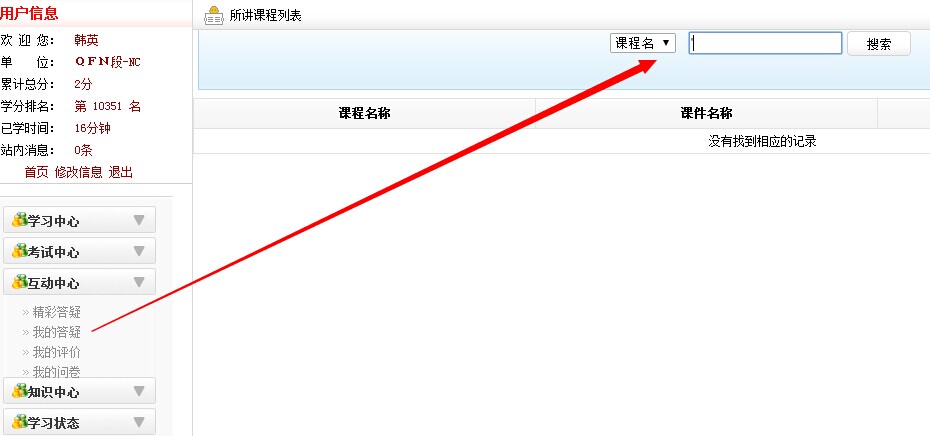 用户信息
欢 迎 您： 韩英
单 位： ＱＦＮ段-NC
累计总分： 2分
学分排名： 第 10351 名
已学时间： 16分钟
站内消息： 0条
首页 修改信息 退出
学习中心
考试中心
互动中心
» 精彩答疑
» 我的答疑
» 我的评价
» 我的问卷
知识中心
学习状态
所讲课程列表
课程名 ▼ ' 搜索
课程名称 课件名称
没有找到相应的记录